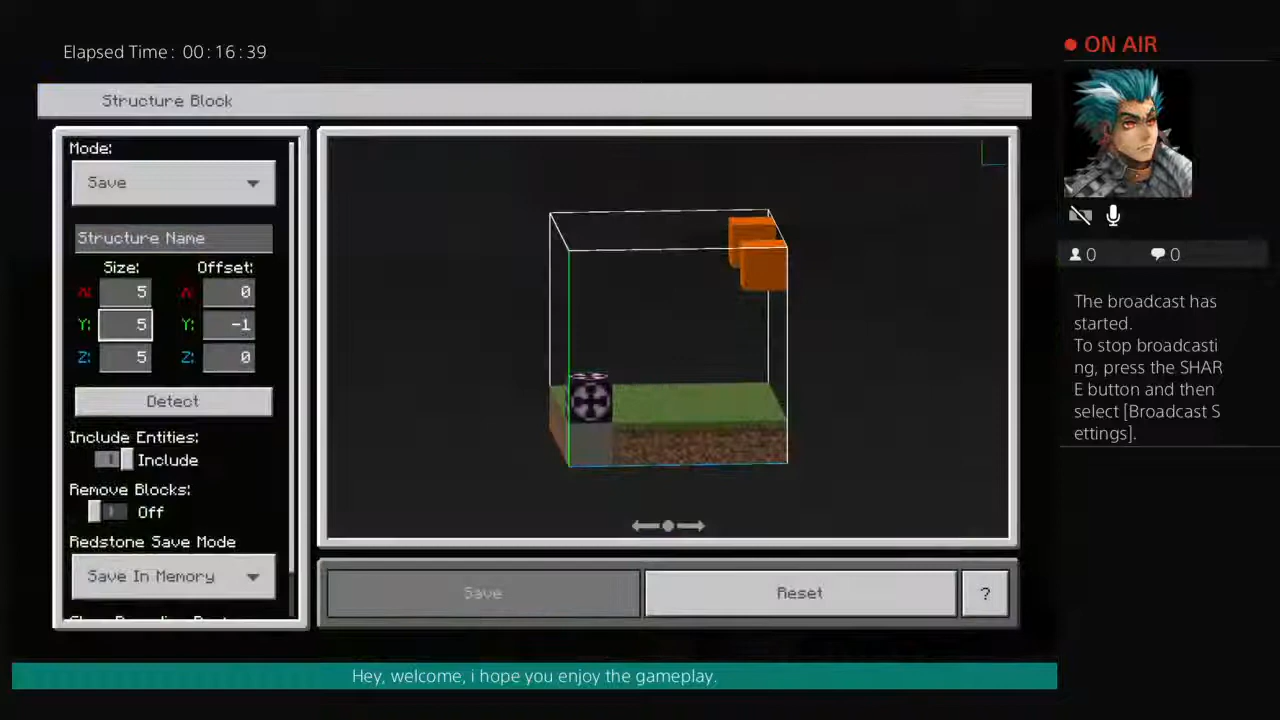 Elapsed Time: 00:16:39
ON AIR
Structure Block
Mode:
Save
Structure Name
Size: Offset:
X: 5 X: 0
Y: 5 Y: -1
Z: 5 Z: 0
Detect
Include Entities:
Include
Remove Blocks:
Off
Redstone Save Mode
Save In Memory
Save Reset ?
0 0
The broadcast has
started.
To stop broadcasti
ng, press the SHAR
E button and then
select [Broadcast S
ettings].
Hey, welcome, i hope you enjoy the gameplay.